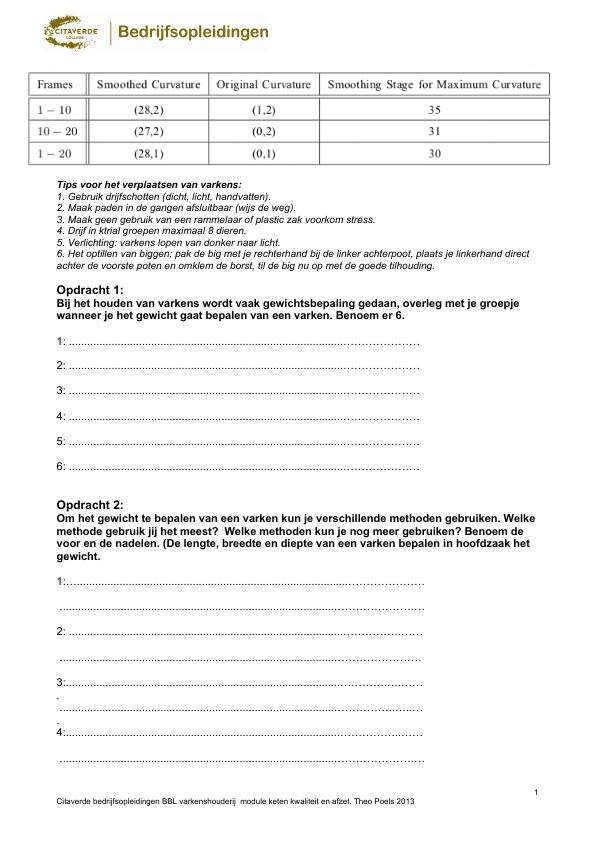 CITAVERDE
COLLEGE
Bedrijfsopleidingen
Frames Smoothed Curvature Original Curvature Smoothing Stage for Maximum Curvature
1 – 10 (28,2) (1,2) 35
10 – 20 (27,2) (0,2) 31
1 – 20 (28,1) (0,1) 30
Tips voor het verplaatsen van varkens:
1. Gebruik drijfschotten (dicht, licht, handvatten).
2. Maak paden in de gangen afsluitbaar (wijs de weg).
3. Maak geen gebruik van een rammelaar of plastic zak voorkom stress.
4. Drijf in ktrial groepen maximaal 8 dieren.
5. Verlichting: varkens lopen van donker naar licht.
6. Het optillen van biggen; pak de big met je rechterhand bij de linker achterpoot, plaats je linkerhand direct
achter de voorste poten en omklem de borst, til de big nu op met de goede tilhouding.
Opdracht 1:
Bij het houden van varkens wordt vaak gewichtsbepaling gedaan, overleg met je groepje
wanneer je het gewicht gaat bepalen van een varken. Benoem er 6.
1: ..........................................................................................…………………
2: ..........................................................................................…………………
3: ..........................................................................................…………………
4: ..........................................................................................…………………
5: ..........................................................................................…………………
6: ..........................................................................................…………………
Opdracht 2:
Om het gewicht te bepalen van een varken kun je verschillende methoden gebruiken. Welke
methode gebruik jij het meest?  Welke methoden kun je nog meer gebruiken? Benoem de
voor en de nadelen. (De lengte, breedte en diepte van een varken bepalen in hoofdzaak het
gewicht.
1:…........................................................................................…………………
..........................................................................................…………………
2: ..........................................................................................……………..……
..........................................................................................…………………
3:..........................................................................................……………..……
.
..........................................................................................……………..…
.
4:..........................................................................................……………..……
..........................................................................................…………………
1
Citaverde bedrijfsopleidingen BBL varkenshouderij  module keten kwaliteit en afzet. Theo Poels 2013